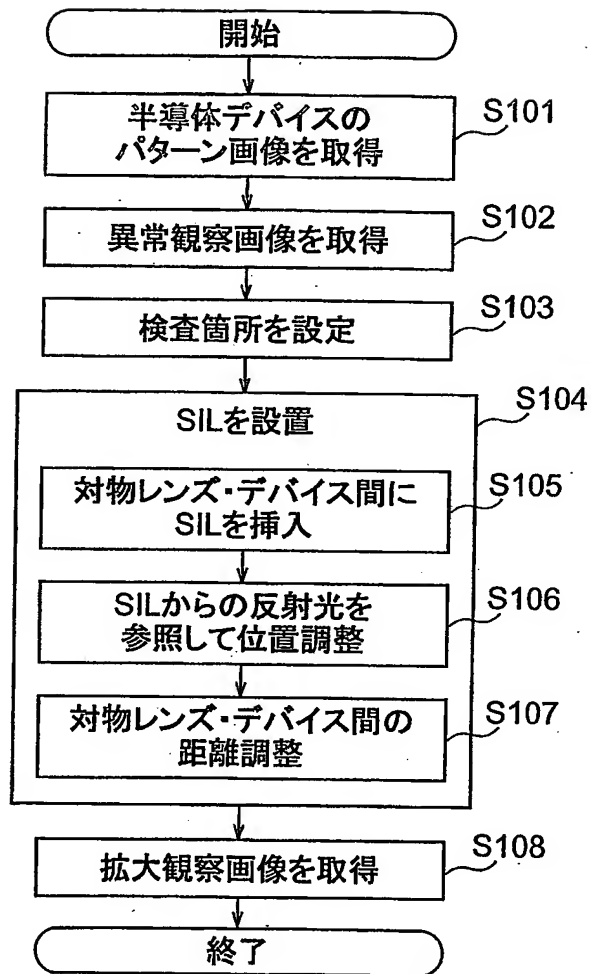 開始
半導体デバイスの
パターン画像を取得
S101
異常観察画像を取得
S102
検査箇所を設定
S103
SILを設置
S104
対物レンズ・デバイス間に
SILを挿入
S105
SILからの反射光を
参照して位置調整
S106
対物レンズ・デバイス間の
距離調整
S107
拡大観察画像を取得
S108
終了